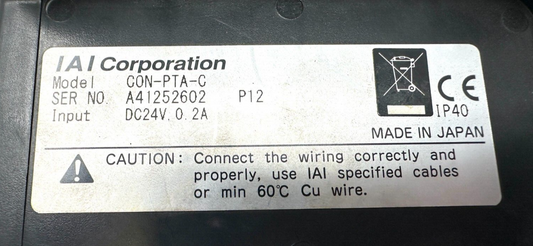 IAI Corporation
Model CON-PTA-C
SER NO. A41252602 P12
Input DC24V, 0.2A
CE
IP40
MADE IN JAPAN
CAUTION: Connect the wiring correctly and
properly, use IAI specified cables
or min 60℃ Cu wire.